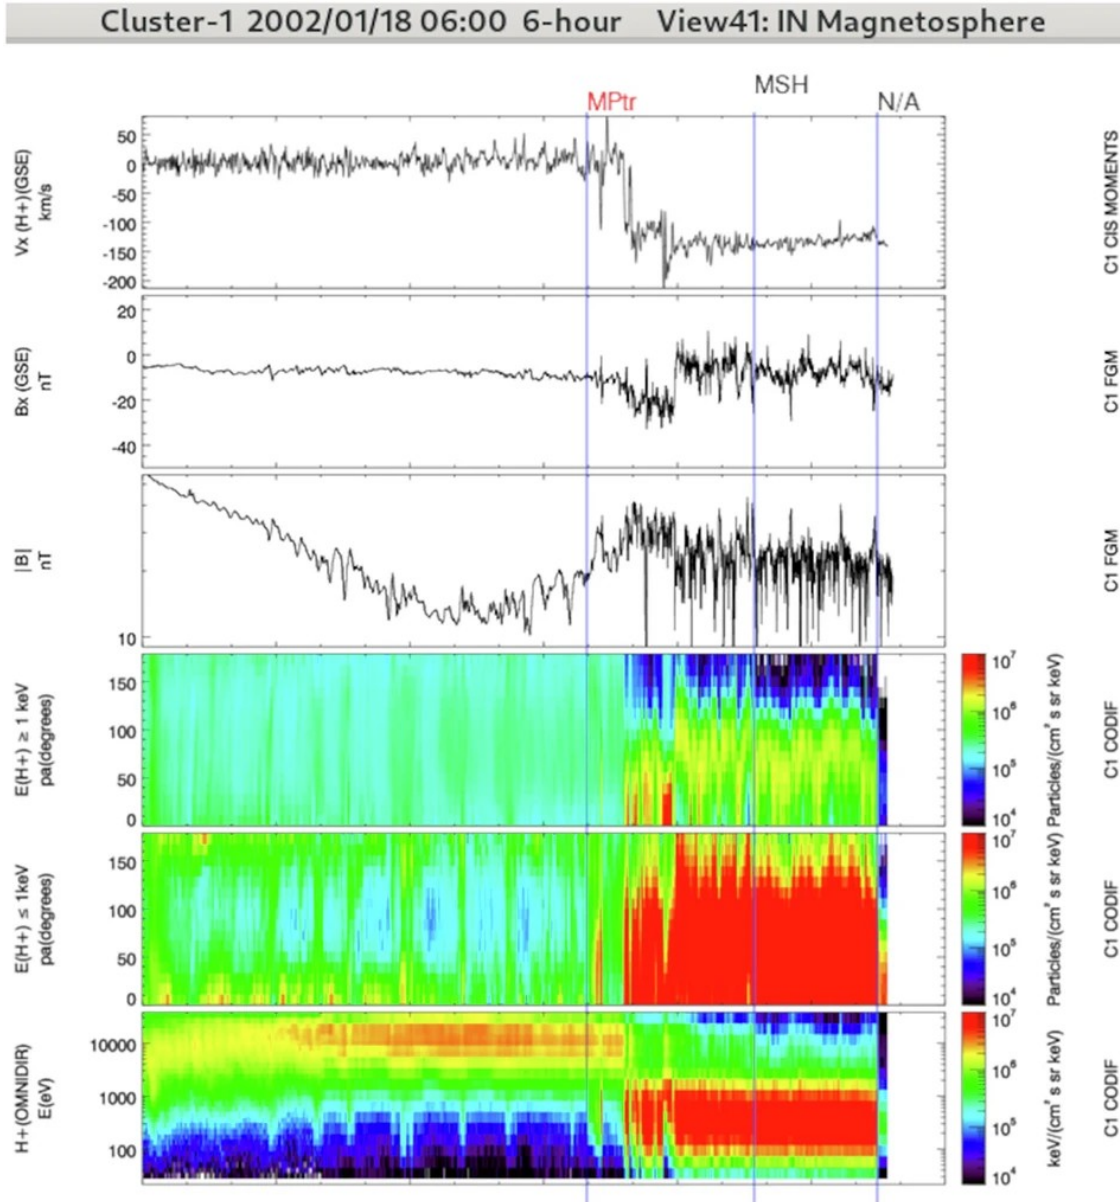 Cluster-1 2002/01/18 06:00 6-hour View41: IN Magnetosphere
MPtr
MSH
N/A
Vx (H+)(GSE)
km/s
50
0
-50
-100
-150
-200
C1 CIS MOMENTS
Bx (GSE)
nT
20
0
-20
-40
C1 FGM
|B|
nT
10
C1 FGM
E(H+) ≥ 1 keV
pa(degrees)
150
100
50
0
10⁷
10⁶
10⁵
10⁴
Particles/(cm² s sr keV)
C1 CODIF
E(H+) ≤ 1keV
pa(degrees)
150
100
50
0
10⁷
10⁶
10⁵
10⁴
Particles/(cm² s sr keV)
C1 CODIF
H+(OMNIDIR)
E(eV)
10000
1000
100
10⁷
10⁶
10⁵
10⁴
keV/(cm² s sr keV)
C1 CODIF